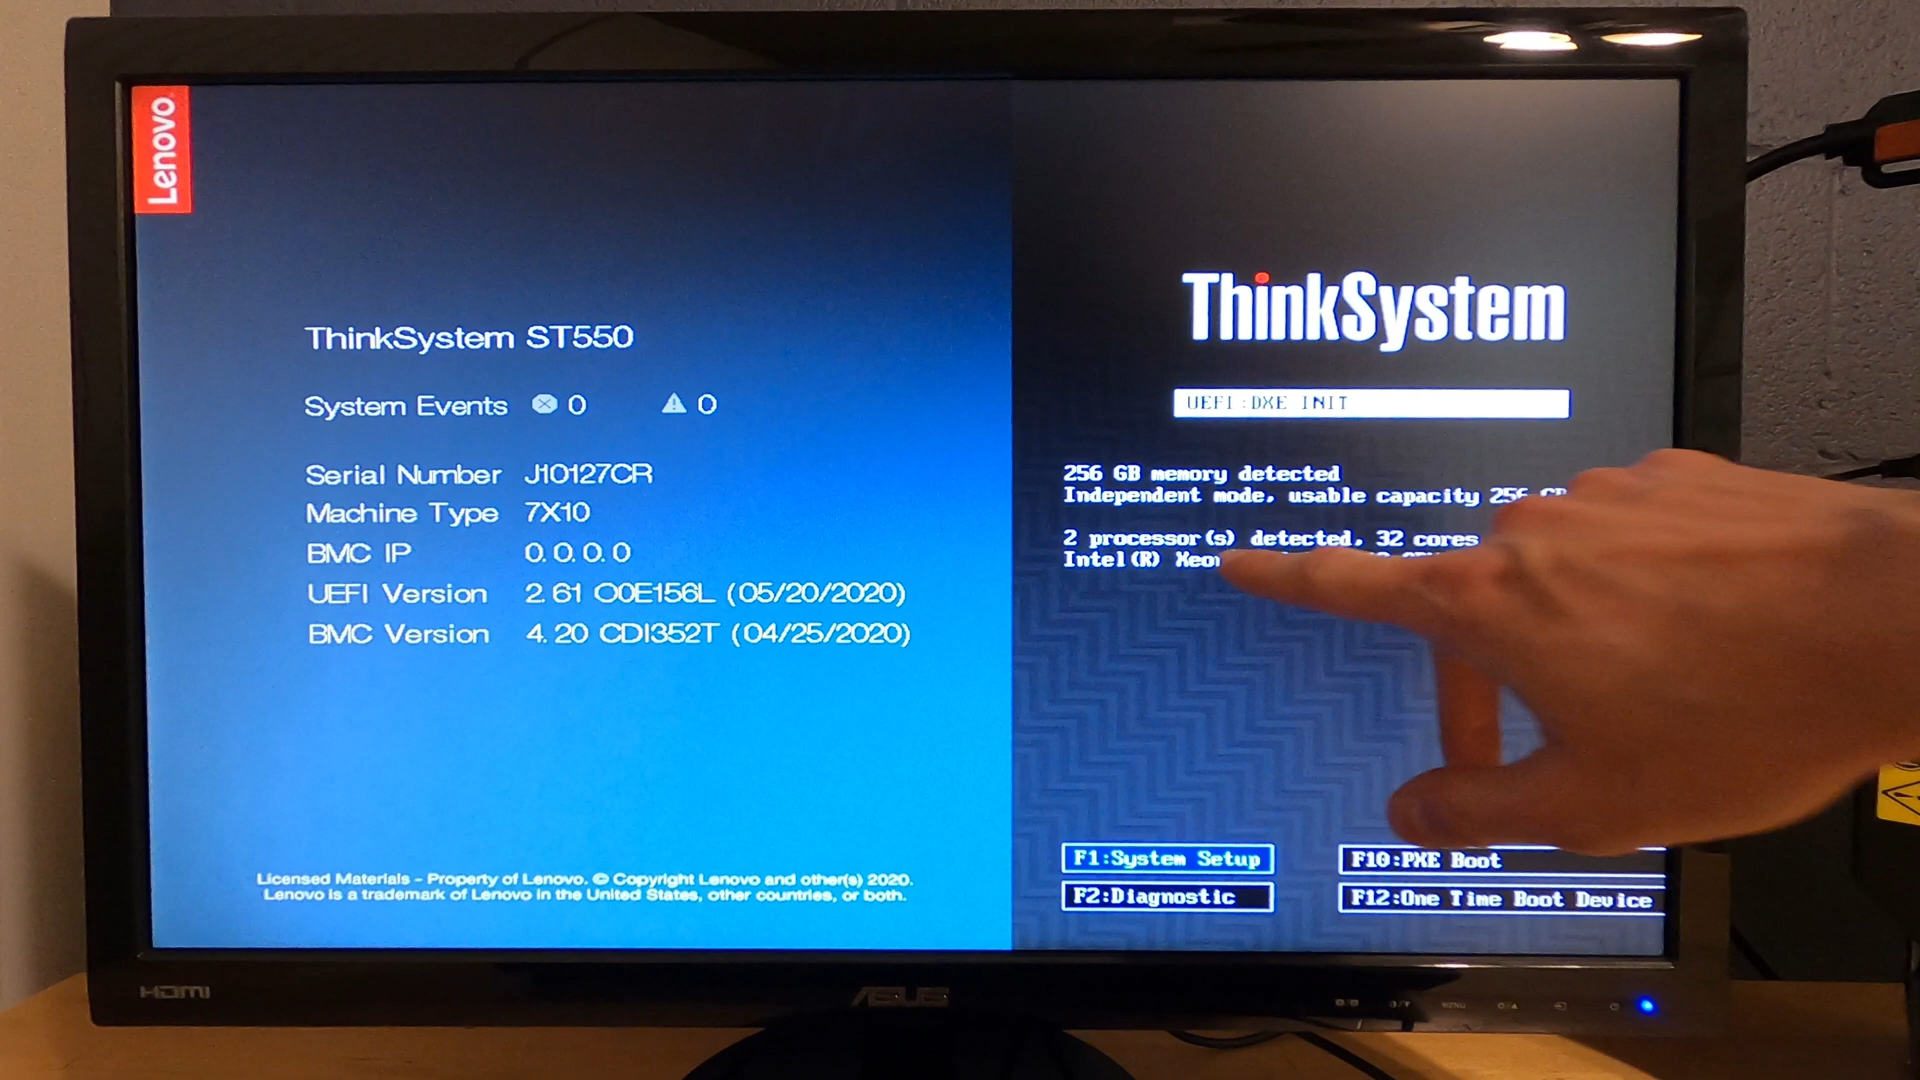 Lenovo
ThinkSystem ST550
System Events 0 0
Serial Number J10127CR
Machine Type 7X10
BMC IP 0.0.0.0
UEFI Version 2.61 O0E156L (05/20/2020)
BMC Version 4.20 CDI352T (04/25/2020)
Licensed Materials - Property of Lenovo. © Copyright Lenovo and other(s) 2020.
Lenovo is a trademark of Lenovo in the United States, other countries, or both.
ThinkSystem
UEFI:DXE INIT
256 GB memory detected
Independent mode, usable capacity 256 GB
2 processor(s) detected, 32 cores
Intel(R) Xeon
F1:System Setup
F10:PXE Boot
F2:Diagnostic
F12:One Time Boot Device
HDMI
ASUS
MENU